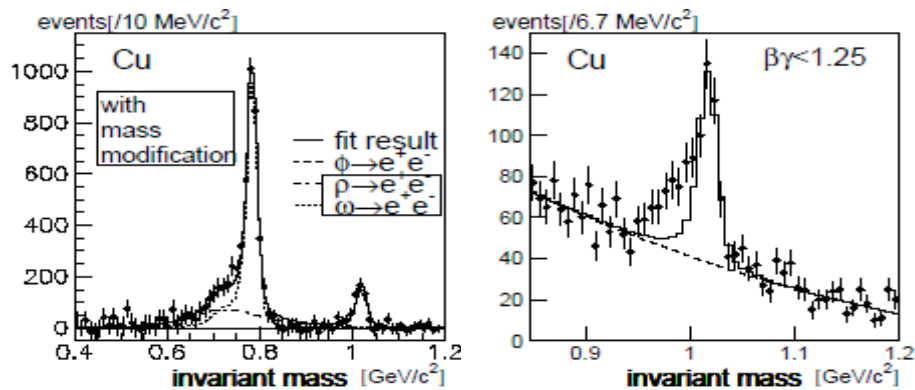 events[/10 MeV/c²]
1000
800
600
400
200
0
Cu
with
mass
modification
fit result
ϕ→e⁺e⁻
ρ→e⁺e⁻
ω→e⁺e⁻
0.4 0.6 0.8 1 1.2
invariant mass [GeV/c²]
events[/6.7 MeV/c²]
140
120
100
80
60
40
20
0
Cu βγ<1.25
0.9 1 1.1 1.2
invariant mass [GeV/c²]